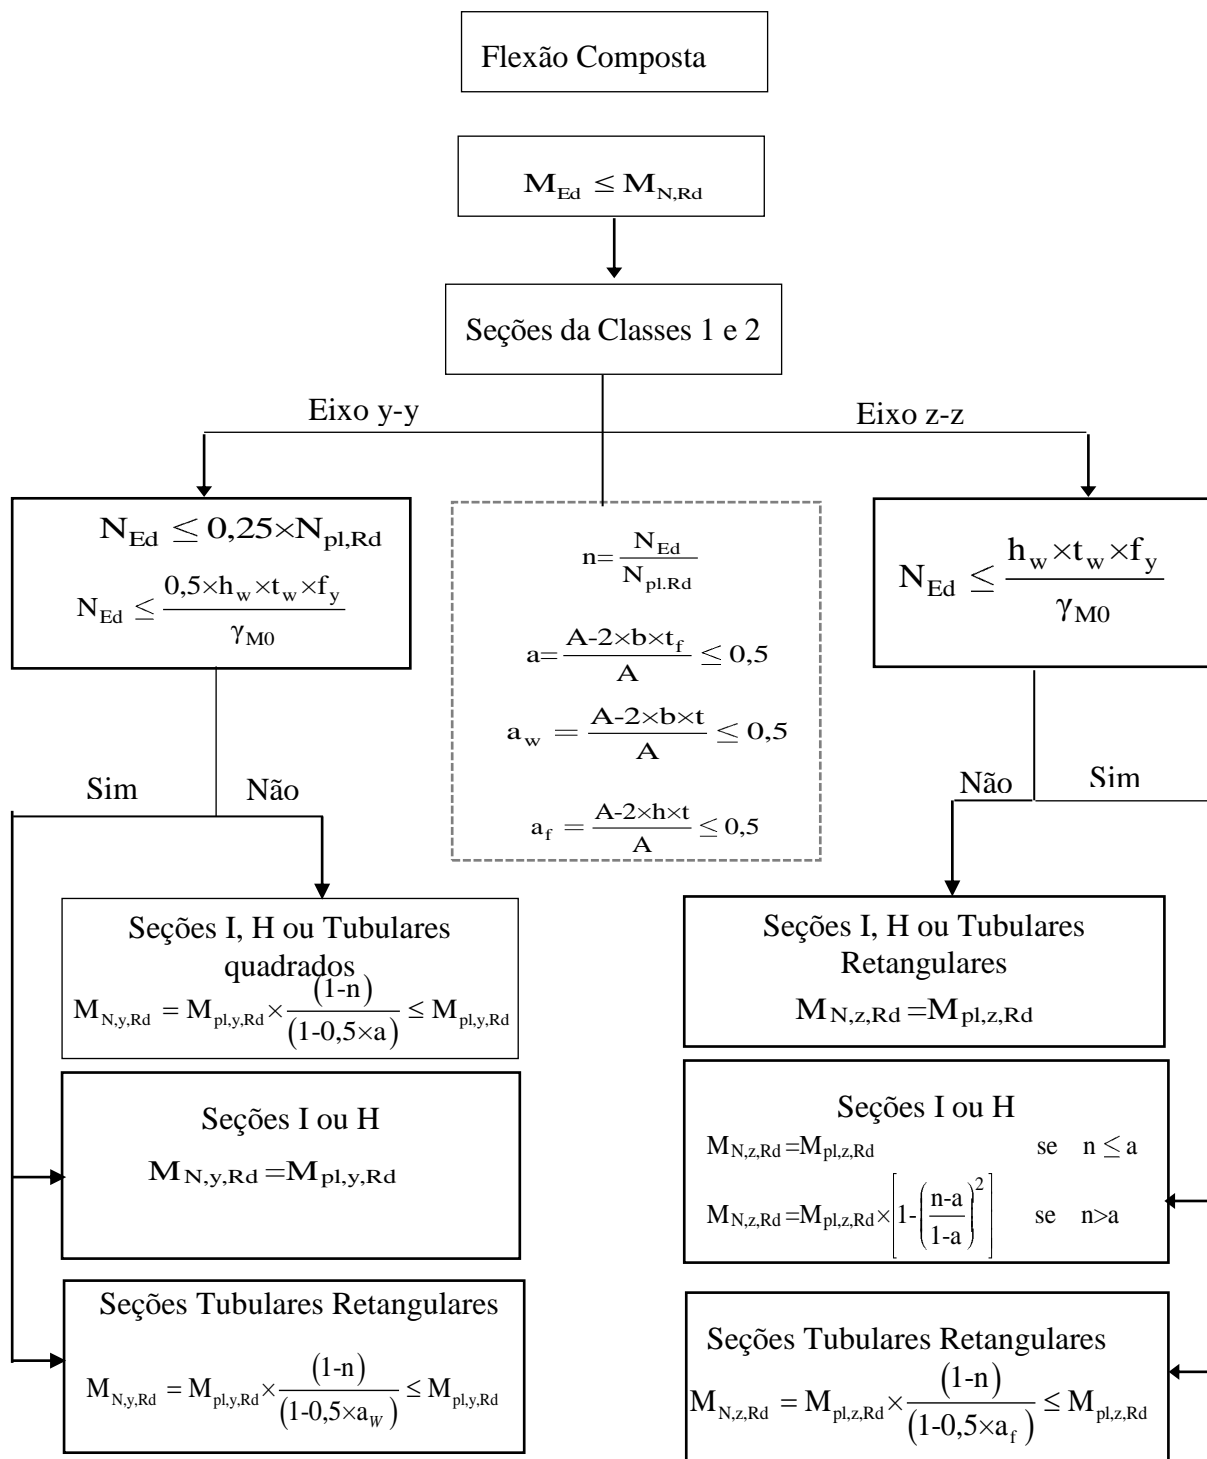 Flexão Composta
M_Ed ≤ M_N,Rd
Seções da Classes 1 e 2
Eixo y-y
Eixo z-z
N_Ed ≤ 0,25×N_pl,Rd
N_Ed ≤ (0,5×h_w×t_w×f_y)/γ_M0
n= N_Ed/N_pl.Rd
a= (A-2×b×t_f)/A ≤ 0,5
a_w = (A-2×b×t)/A ≤ 0,5
a_f = (A-2×h×t)/A ≤ 0,5
N_Ed ≤ (h_w×t_w×f_y)/γ_M0
Sim
Não
Não
Sim
Seções I, H ou Tubulares
quadrados
M_N,y,Rd = M_pl,y,Rd × (1-n)/(1-0,5×a) ≤ M_pl,y,Rd
Seções I ou H
M_N,y,Rd =M_pl,y,Rd
Seções Tubulares Retangulares
M_N,y,Rd = M_pl,y,Rd × (1-n)/(1-0,5×a_W) ≤ M_pl,y,Rd
Seções I, H ou Tubulares
Retangulares
M_N,z,Rd =M_pl,z,Rd
Seções I ou H
M_N,z,Rd =M_pl,z,Rd se n ≤ a
M_N,z,Rd =M_pl,z,Rd × [1-((n-a)/(1-a))²] se n>a
Seções Tubulares Retangulares
M_N,z,Rd = M_pl,z,Rd × (1-n)/(1-0,5×a_f) ≤ M_pl,z,Rd